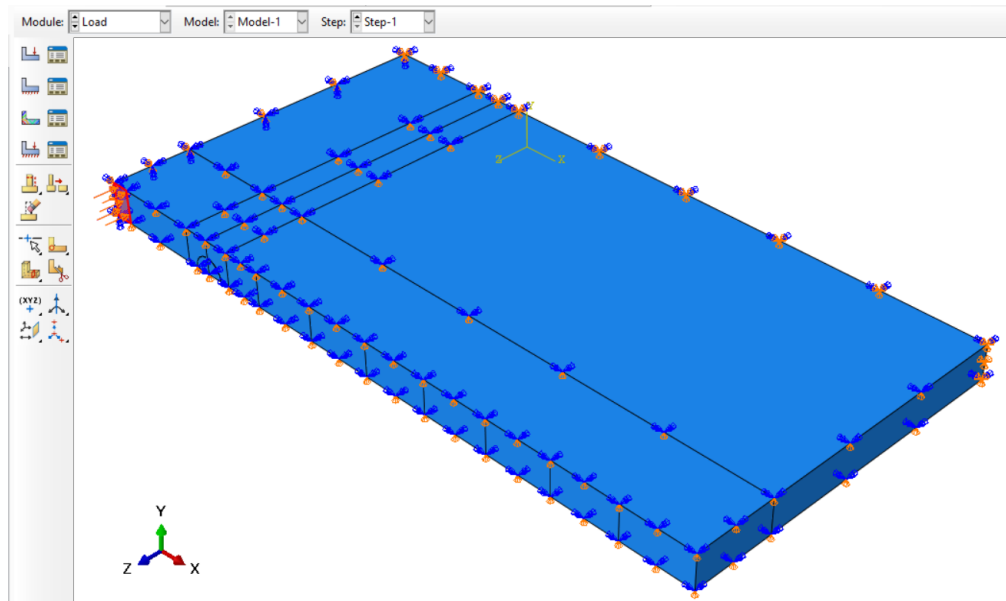 Module: Load Model: Model-1 Step: Step-1
(XYZ)
Y
Z X
Y
Z X